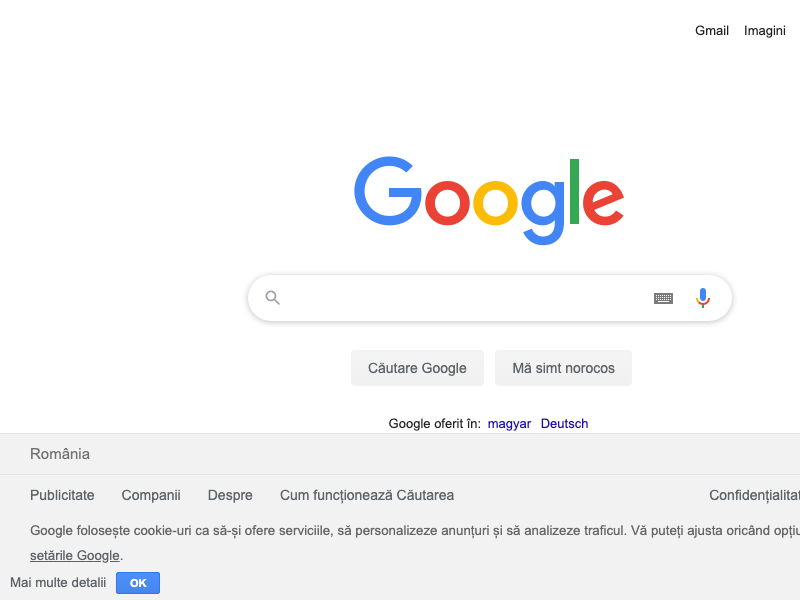 Gmail Imagini
Google
Căutare Google Mă simt norocos
Google oferit în: magyar Deutsch
România
Publicitate Companii Despre Cum funcționează Căutarea
Google folosește cookie-uri ca să-și ofere serviciile, să personalizeze anunțuri și să analizeze traficul. Vă puteți ajusta oricând
setările Google.
Mai multe detalii OK